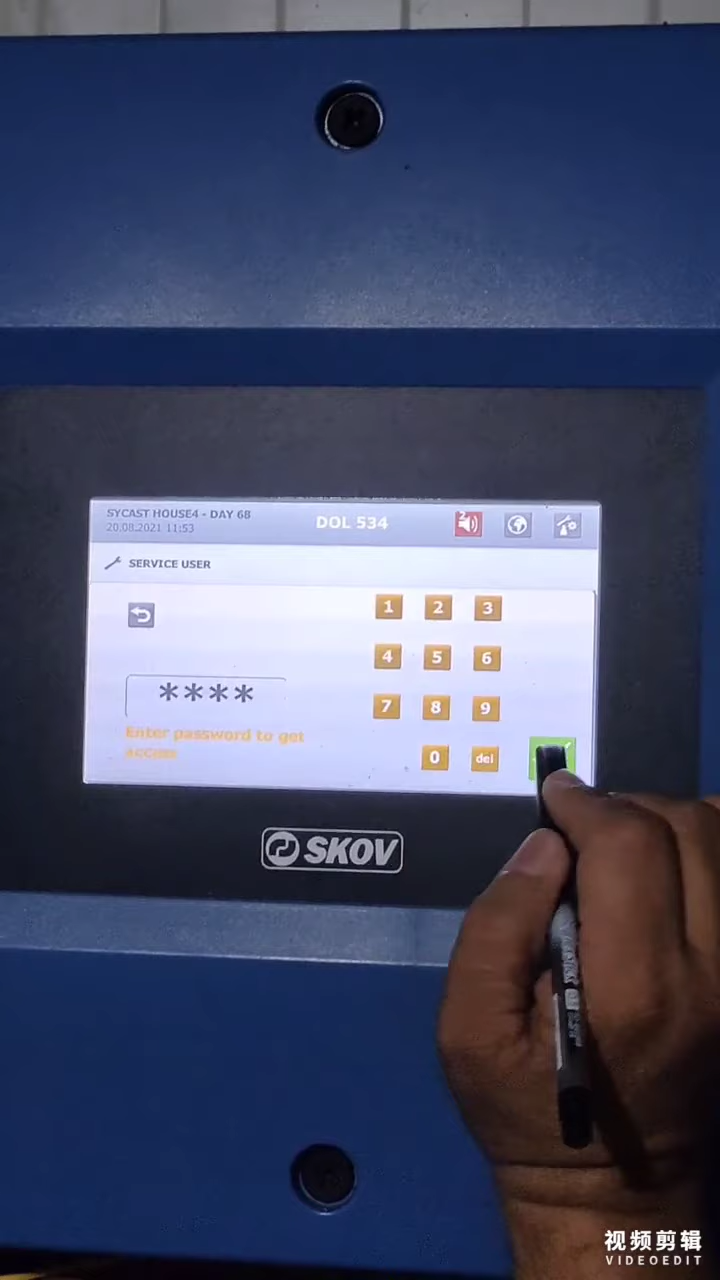 SYCAST HOUSE4 - DAY 68
20.08.2021 11:53
DOL 534
2
SERVICE USER
1 2 3
4 5 6
7 8 9
0 del
****
Enter password to get
access
SKOV
视频剪辑
VIDEOEDIT